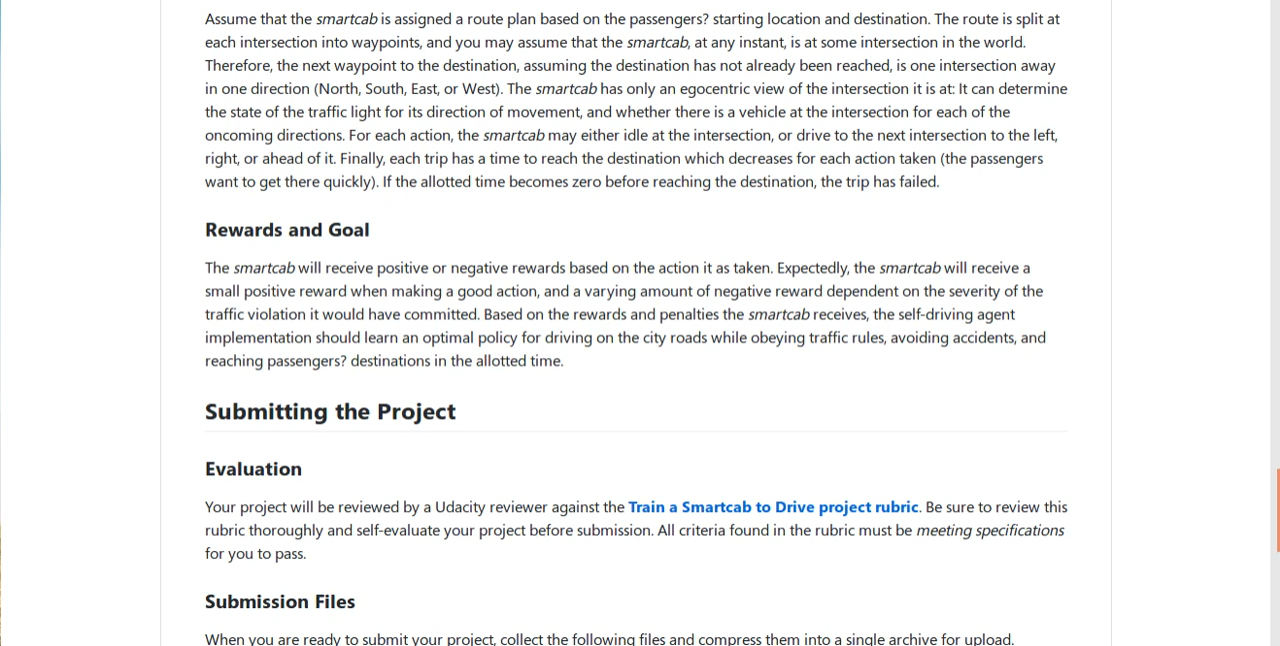 Assume that the smartcab is assigned a route plan based on the passengers? starting location and destination. The route is split at
each intersection into waypoints, and you may assume that the smartcab, at any instant, is at some intersection in the world.
Therefore, the next waypoint to the destination, assuming the destination has not already been reached, is one intersection away
in one direction (North, South, East, or West). The smartcab has only an egocentric view of the intersection it is at: It can determine
the state of the traffic light for its direction of movement, and whether there is a vehicle at the intersection for each of the
oncoming directions. For each action, the smartcab may either idle at the intersection, or drive to the next intersection to the left,
right, or ahead of it. Finally, each trip has a time to reach the destination which decreases for each action taken (the passengers
want to get there quickly). If the allotted time becomes zero before reaching the destination, the trip has failed.
Rewards and Goal
The smartcab will receive positive or negative rewards based on the action it as taken. Expectedly, the smartcab will receive a
small positive reward when making a good action, and a varying amount of negative reward dependent on the severity of the
traffic violation it would have committed. Based on the rewards and penalties the smartcab receives, the self-driving agent
implementation should learn an optimal policy for driving on the city roads while obeying traffic rules, avoiding accidents, and
reaching passengers? destinations in the allotted time.
Submitting the Project
Evaluation
Your project will be reviewed by a Udacity reviewer against the Train a Smartcab to Drive project rubric. Be sure to review this
rubric thoroughly and self-evaluate your project before submission. All criteria found in the rubric must be meeting specifications
for you to pass.
Submission Files
When you are ready to submit your project, collect the following files and compress them into a single archive for upload.